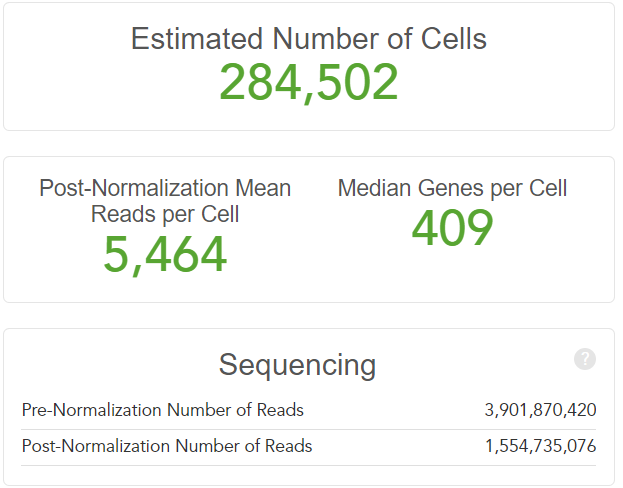 Estimated Number of Cells
284,502
Post-Normalization Mean
Reads per Cell
5,464
Median Genes per Cell
409
Sequencing
?
Pre-Normalization Number of Reads 3,901,870,420
Post-Normalization Number of Reads 1,554,735,076